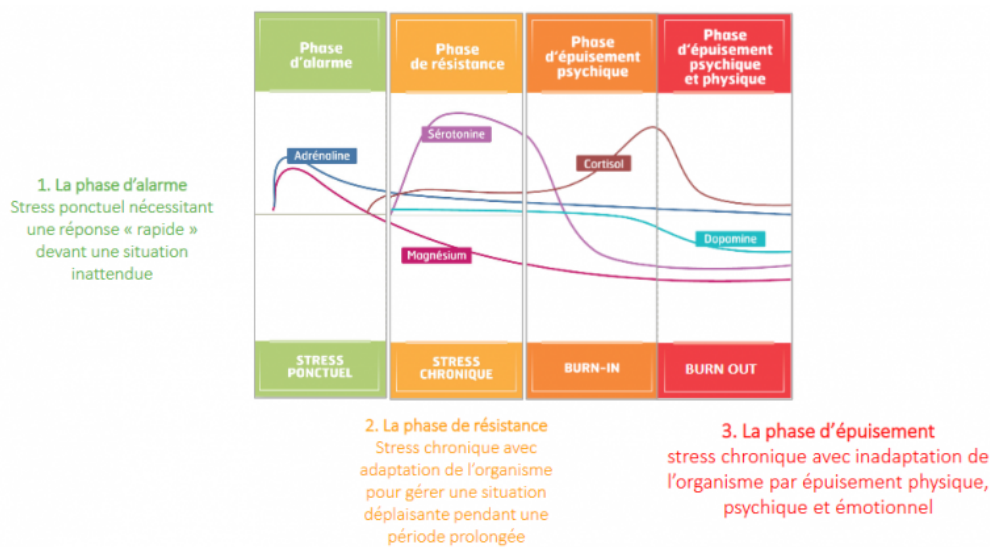 Phase
d'alarme
Phase
de résistance
Phase
d'épuisement
psychique
Phase
d'épuisement
psychique
et physique
Adrénaline
Sérotonine
Cortisol
Magnésium
Dopamine
1. La phase d'alarme
Stress ponctuel nécessitant
une réponse « rapide »
devant une situation
inattendue
STRESS
PONCTUEL
STRESS
CHRONIQUE
BURN-IN
BURN OUT
2. La phase de résistance
Stress chronique avec
adaptation de l'organisme
pour gérer une situation
déplaisante pendant une
période prolongée
3. La phase d'épuisement
stress chronique avec inadaptation de
l'organisme par épuisement physique,
psychique et émotionnel